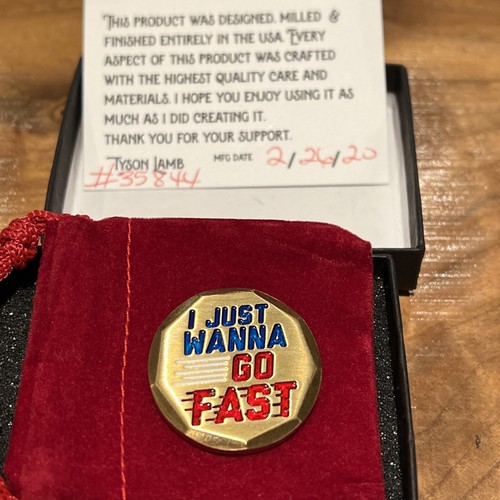 This product was designed, milled &
finished entirely in the USA. Every
aspect of this product was crafted
with the highest quality care and
materials. I hope you enjoy using it as
much as I did creating it.
Thank you for your support.
Tyson Lamb MFG DATE 2/26/20
#35844
I JUST
WANNA
GO
FAST